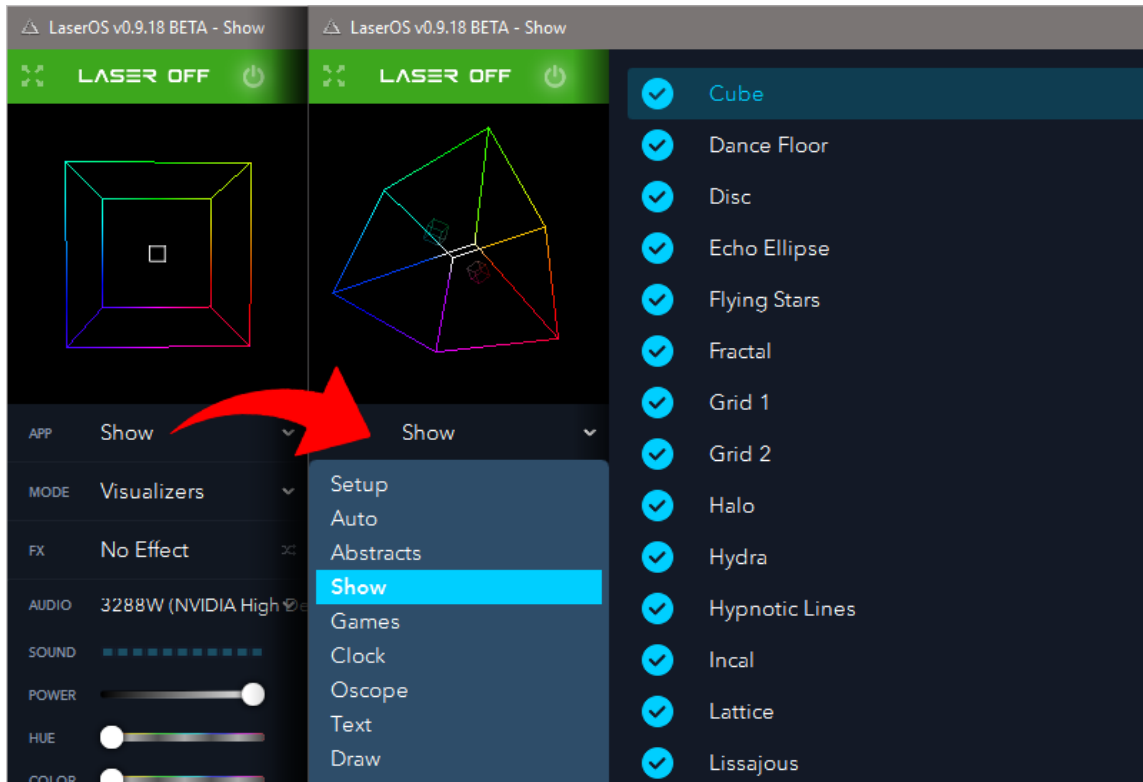 LaserOS v0.9.18 BETA - Show
LASER OFF
APP Show
MODE Visualizers
FX No Effect
AUDIO 3288W (NVIDIA High De
SOUND
POWER
HUE
COLOR
LaserOS v0.9.18 BETA - Show
LASER OFF
Show
Setup
Auto
Abstracts
Show
Games
Clock
Oscope
Text
Draw
Cube
Dance Floor
Disc
Echo Ellipse
Flying Stars
Fractal
Grid 1
Grid 2
Halo
Hydra
Hypnotic Lines
Incal
Lattice
Lissajous